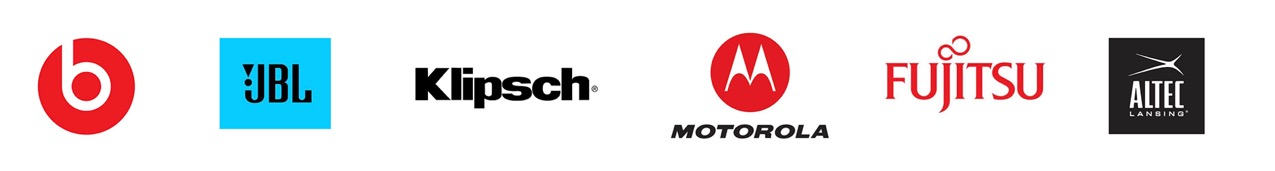 b
JBL
Klipsch®
MOTOROLA
FUJITSU
ALTEC
LANSING®